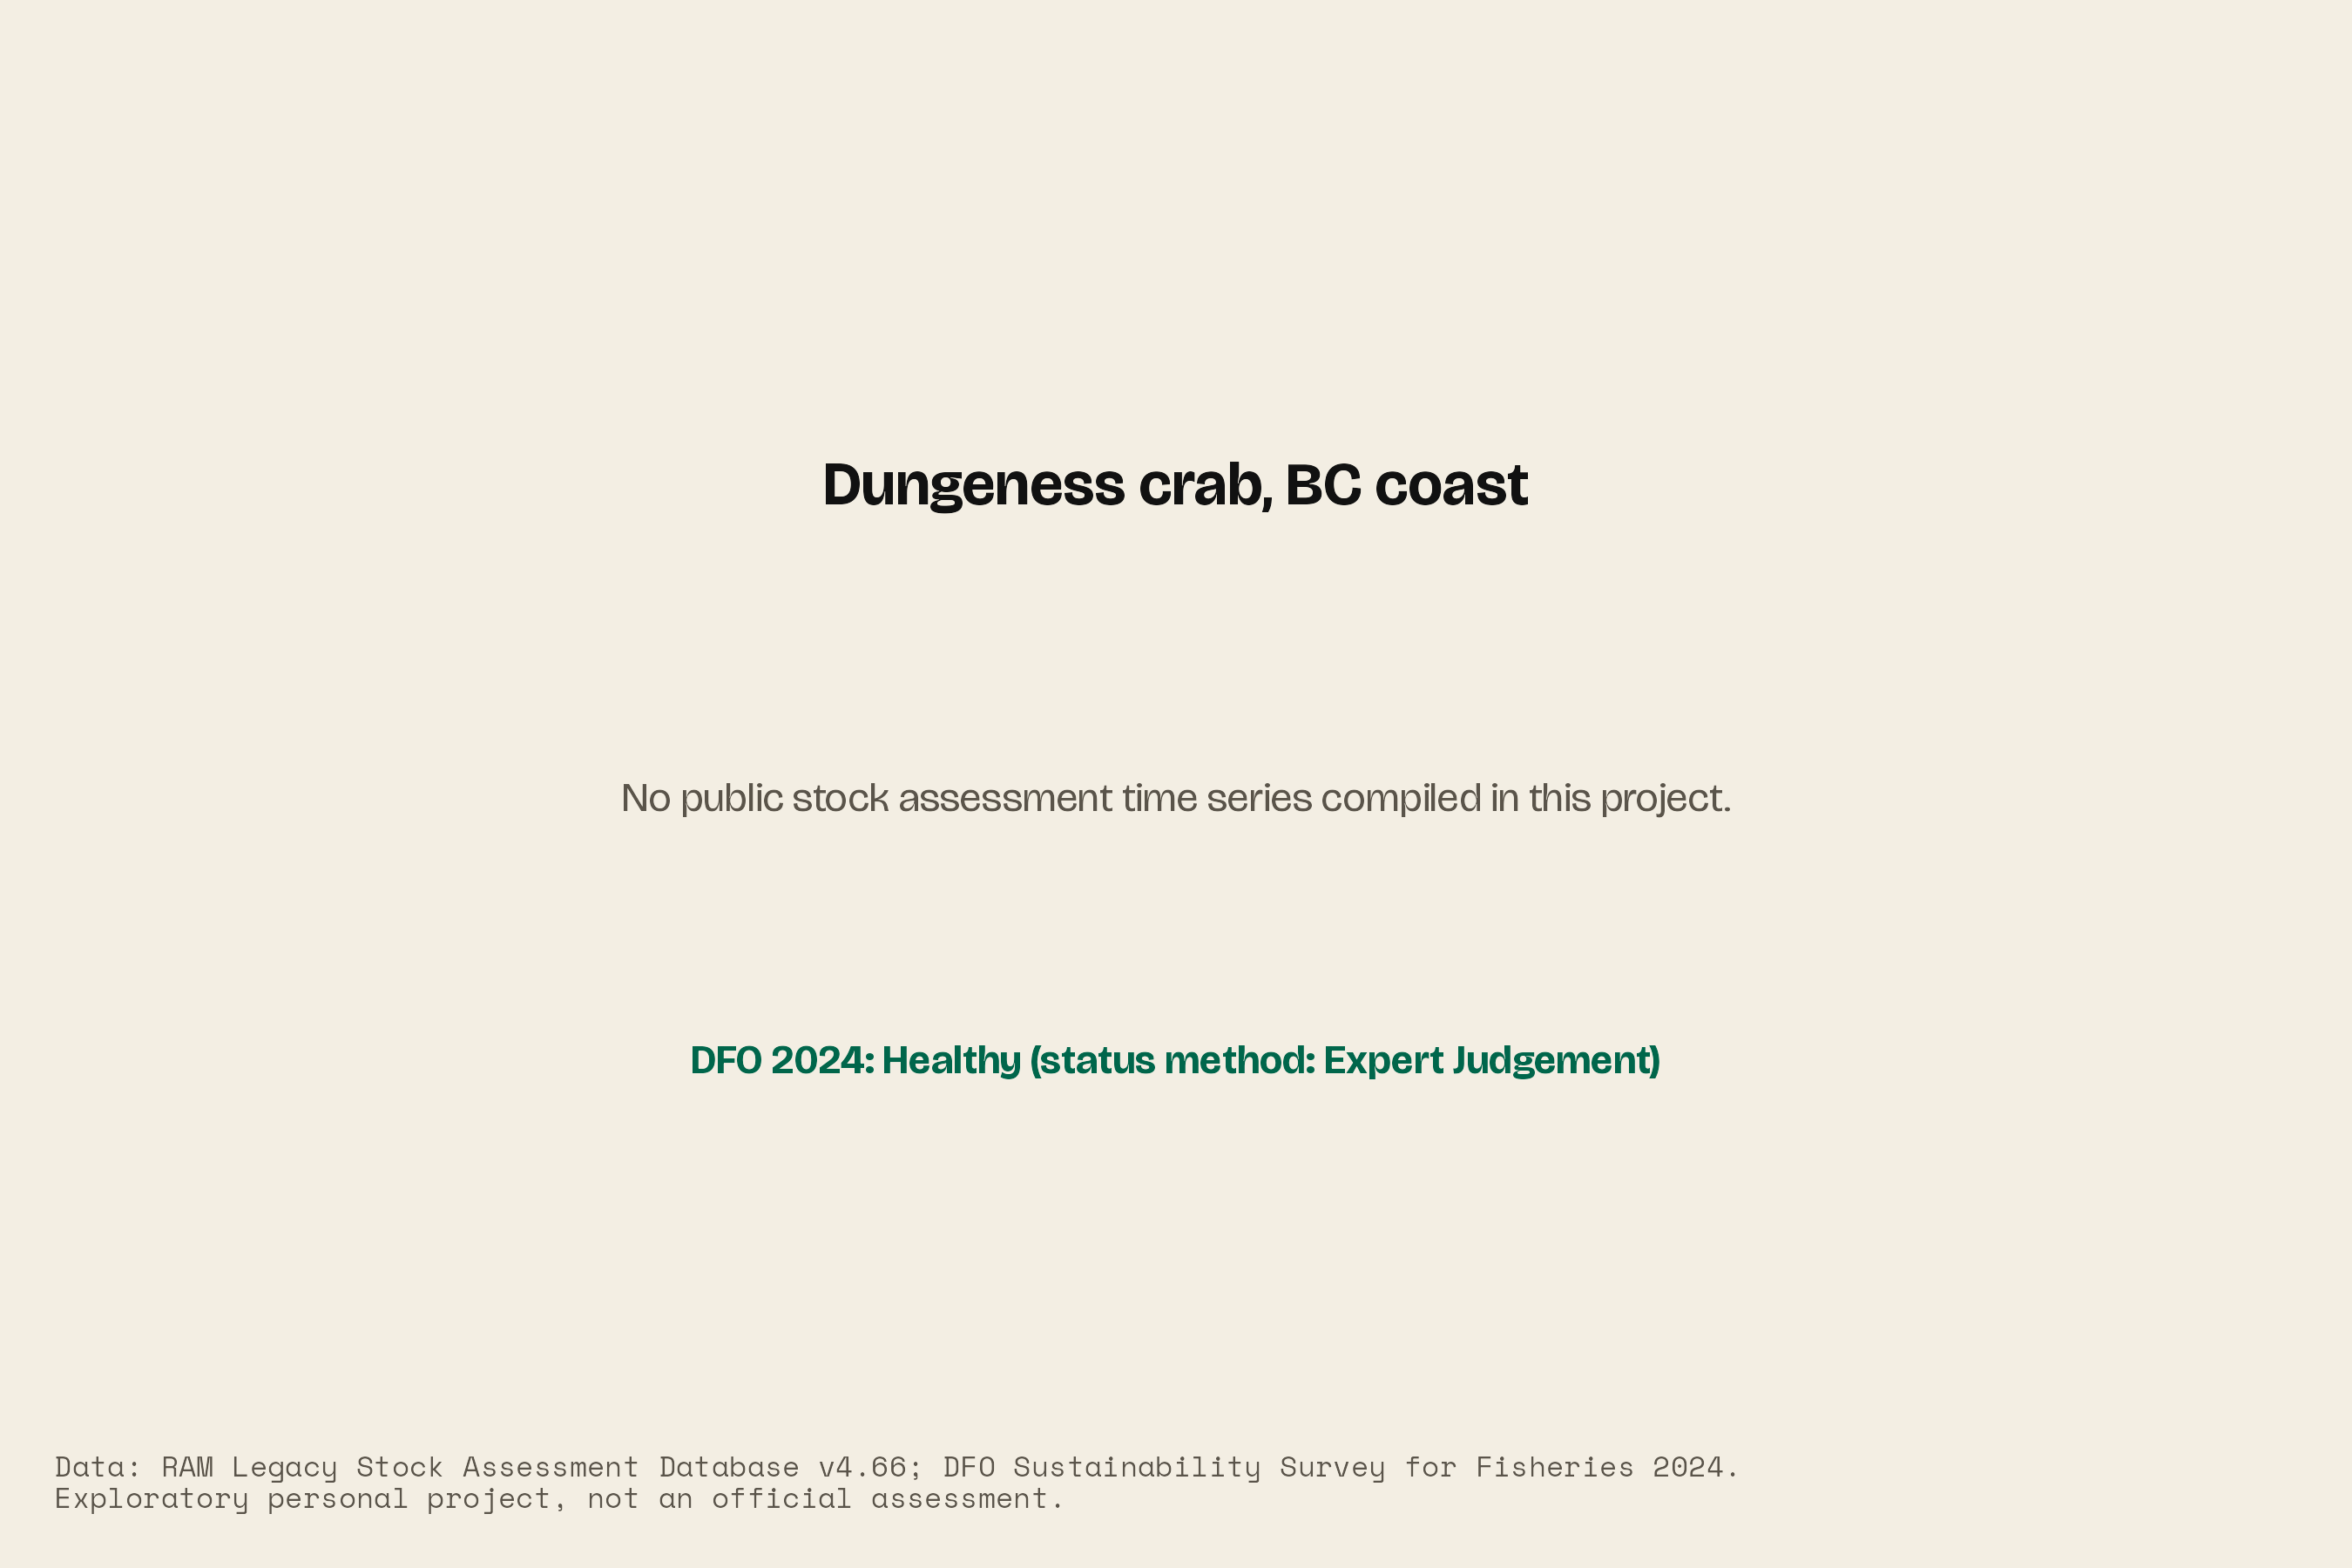 Dungeness crab, BC coast
No public stock assessment time series compiled in this project.
DFO 2024: Healthy (status method: Expert Judgement)
Data: RAM Legacy Stock Assessment Database v4.66; DFO Sustainability Survey for Fisheries 2024.
Exploratory personal project, not an official assessment.